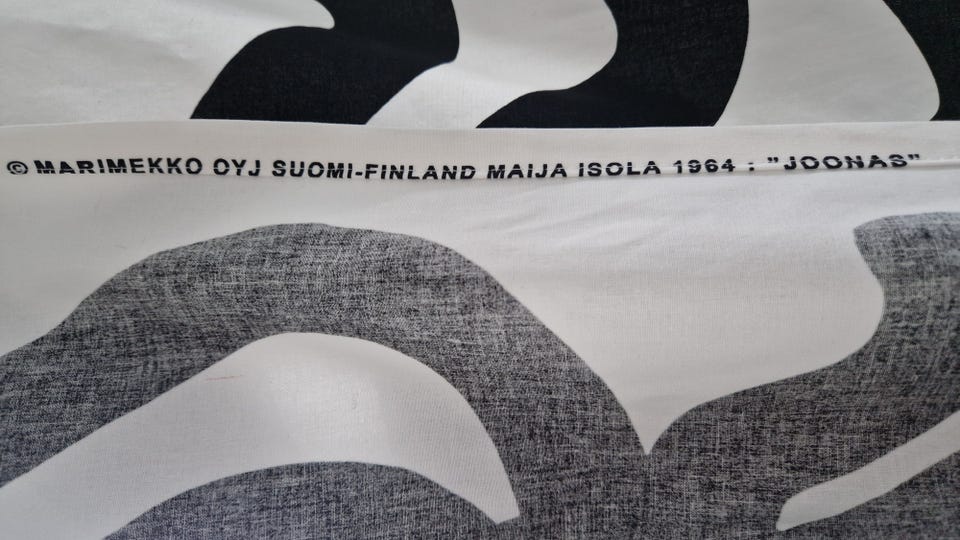 © MARIMEKKO OYJ SUOMI-FINLAND MAIJA ISOLA 1964 : "JOONAS"